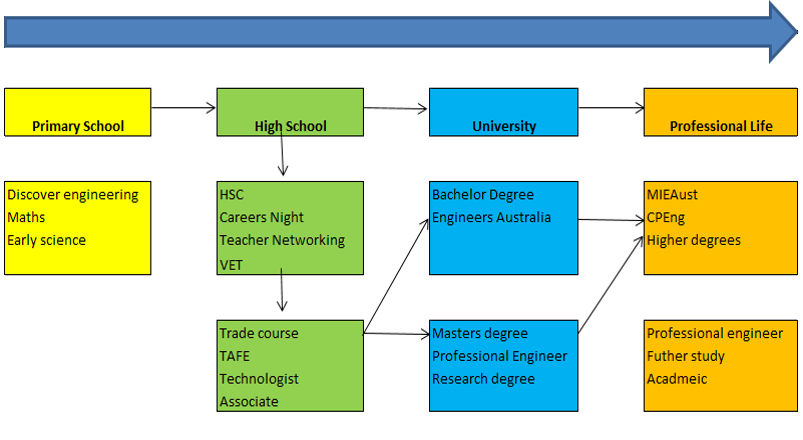 Primary School
High School
University
Professional Life
Discover engineering
Maths
Early science
HSC
Careers Night
Teacher Networking
VET
Bachelor Degree
Engineers Australia
MIEAust
CPEng
Higher degrees
Trade course
TAFE
Technologist
Associate
Masters degree
Professional Engineer
Research degree
Professional engineer
Futher study
Acadmeic